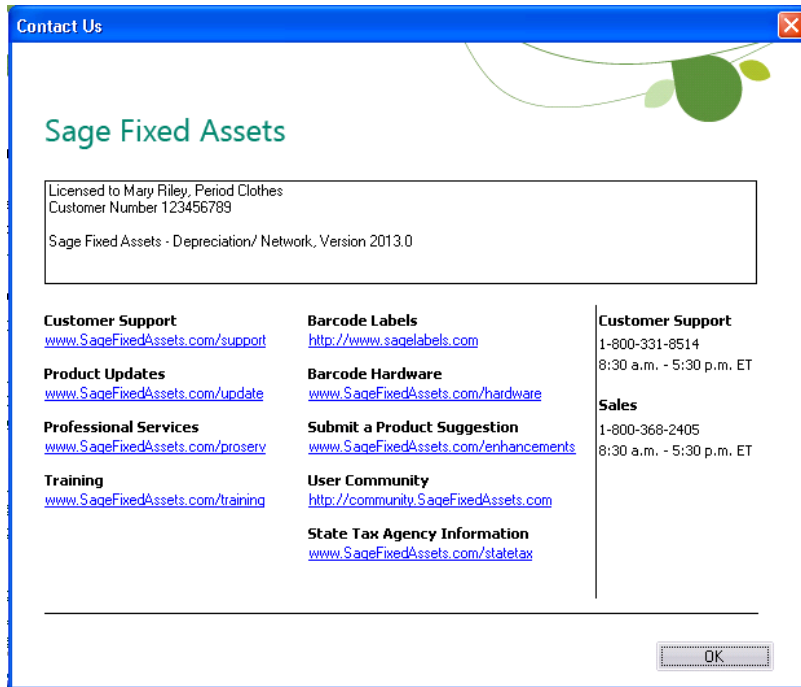 Contact Us
Sage Fixed Assets
Licensed to Mary Riley, Period Clothes
Customer Number 123456789
Sage Fixed Assets - Depreciation/ Network, Version 2013.0
Customer Support
www.SageFixedAssets.com/support
Product Updates
www.SageFixedAssets.com/update
Professional Services
www.SageFixedAssets.com/proserv
Training
www.SageFixedAssets.com/training
Barcode Labels
http://www.sagelabels.com
Barcode Hardware
www.SageFixedAssets.com/hardware
Submit a Product Suggestion
www.SageFixedAssets.com/enhancements
User Community
http://community.SageFixedAssets.com
State Tax Agency Information
www.SageFixedAssets.com/statetax
Customer Support
1-800-331-8514
8:30 a.m. - 5:30 p.m. ET
Sales
1-800-368-2405
8:30 a.m. - 5:30 p.m. ET
OK